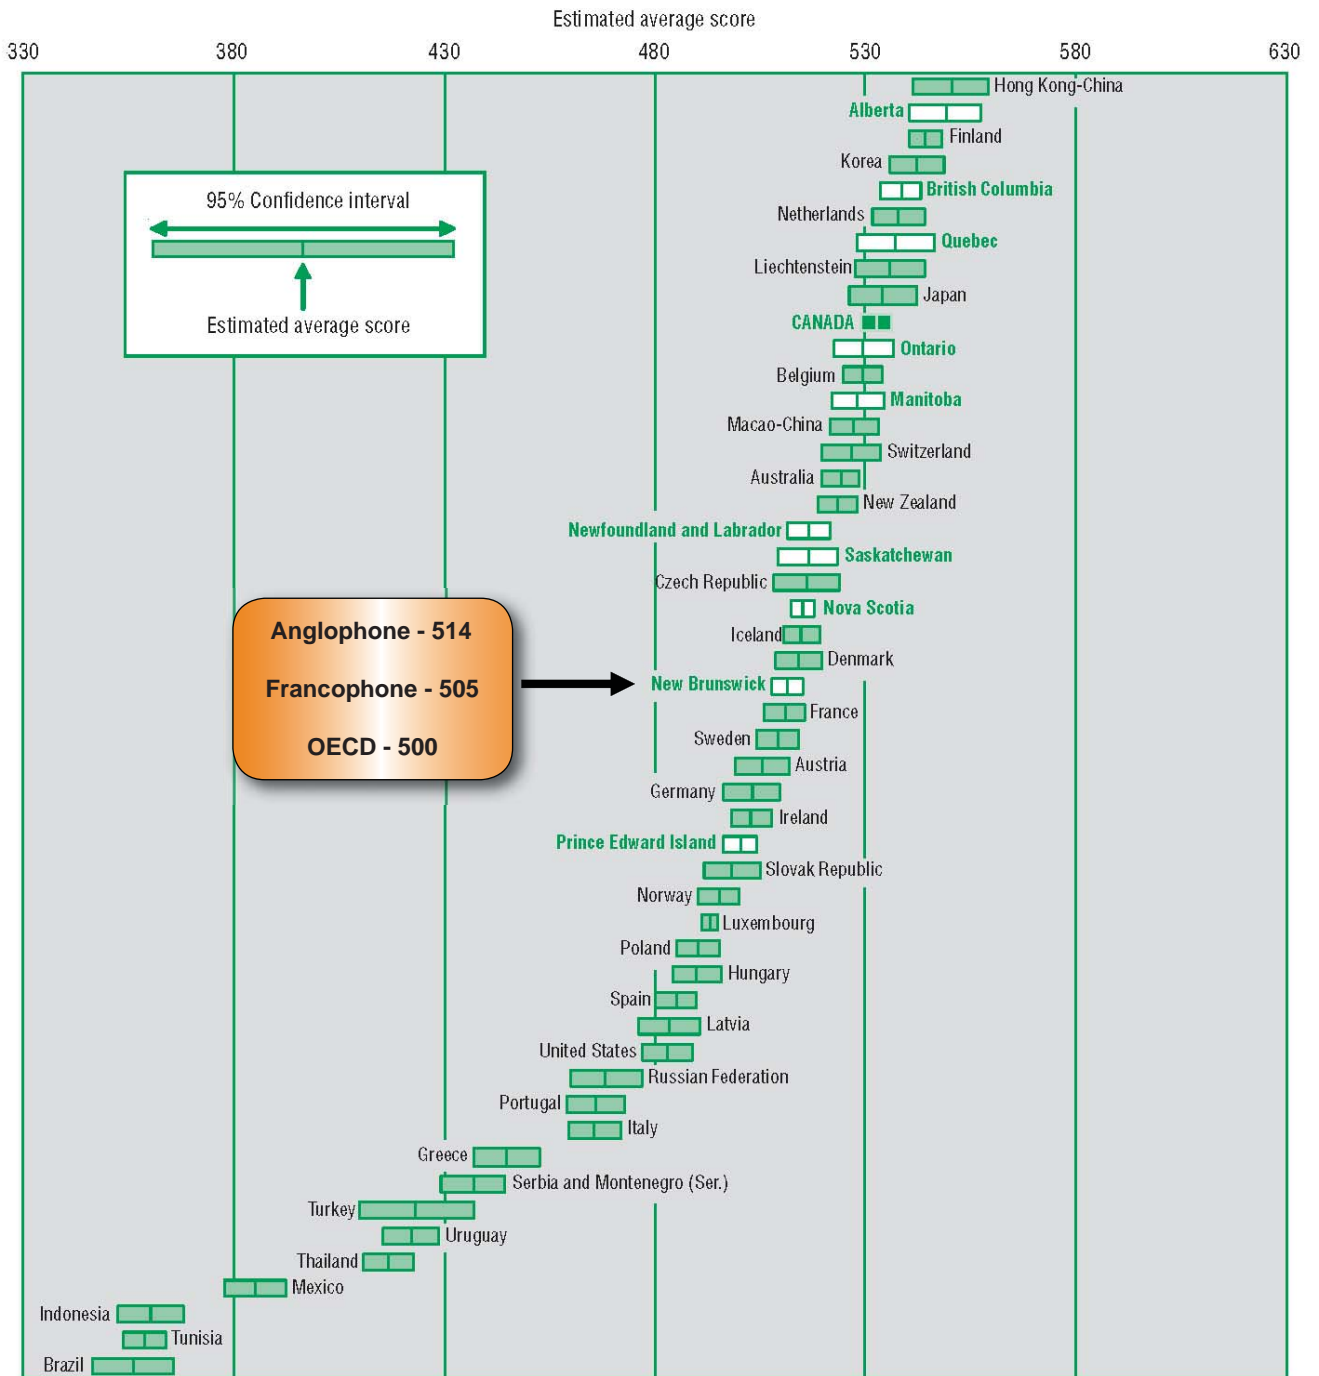 Estimated average score
330 380 430 480 530 580 630
Hong Kong-China
Alberta
Finland
Korea
95% Confidence interval
British Columbia
Netherlands
Quebec
Liechtenstein
Japan
Estimated average score
CANADA
Ontario
Belgium
Manitoba
Macao-China
Switzerland
Australia
New Zealand
Newfoundland and Labrador
Saskatchewan
Czech Republic
Nova Scotia
Anglophone - 514
Iceland
Denmark
Francophone - 505
New Brunswick
France
Sweden
OECD - 500
Austria
Germany
Ireland
Prince Edward Island
Slovak Republic
Norway
Luxembourg
Poland
Hungary
Spain
Latvia
United States
Russian Federation
Portugal
Italy
Greece
Serbia and Montenegro (Ser.)
Turkey
Uruguay
Thailand
Mexico
Indonesia
Tunisia
Brazil